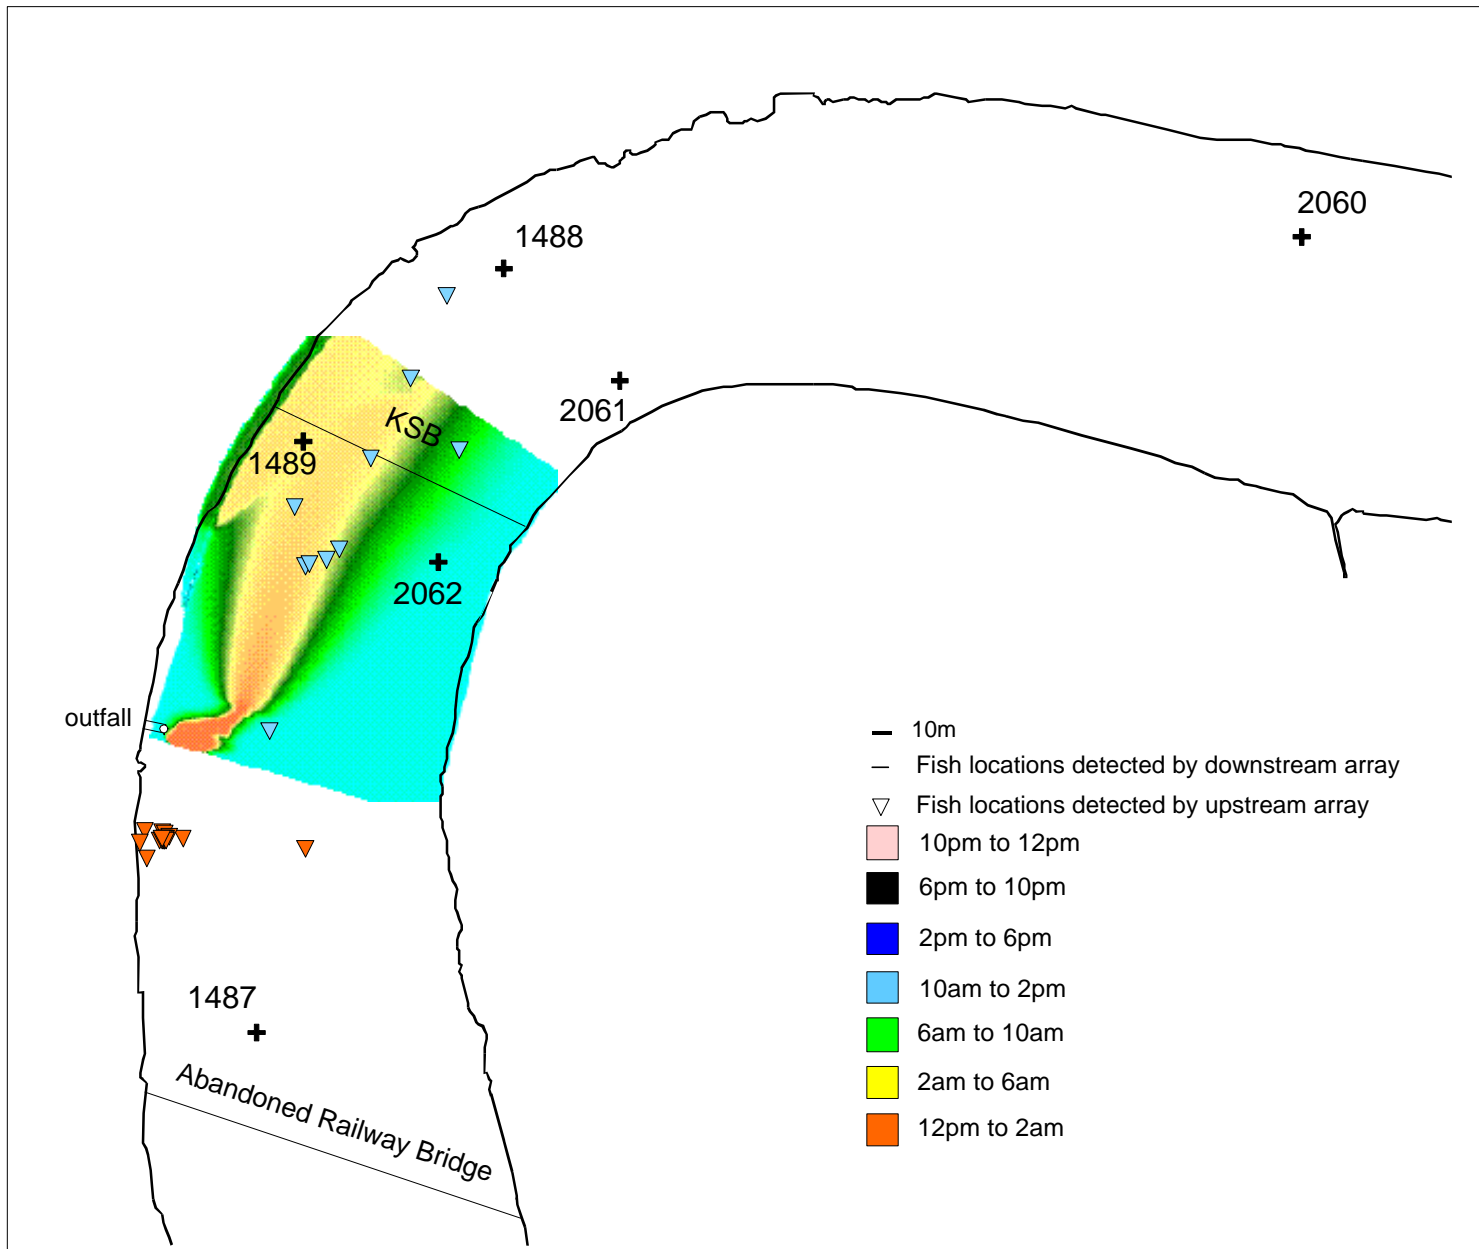 2060
1488
2061
KSB
1489
2062
outfall
10m
Fish locations detected by downstream array
Fish locations detected by upstream array
10pm to 12pm
6pm to 10pm
2pm to 6pm
10am to 2pm
6am to 10am
2am to 6am
12pm to 2am
1487
Abandoned Railway Bridge